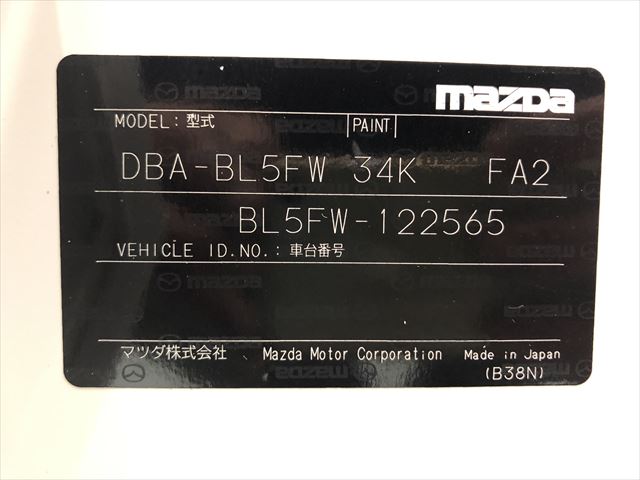 mazda
MODEL: 型式 PAINT
DBA-BL5FW 34K FA2
BL5FW-122565
VEHICLE ID.NO.: 車台番号
マツダ株式会社 Mazda Motor Corporation Made in Japan
(B38N)